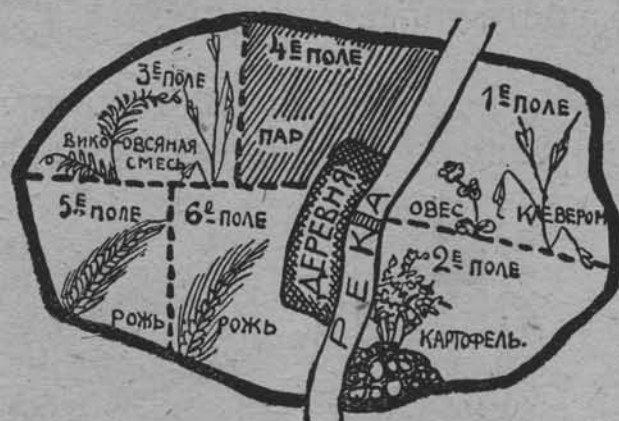 4Е ПОЛЕ
ПАР
3Е ПОЛЕ
ВИКО-ОВСЯНАЯ
СМЕСЬ
1Е ПОЛЕ
ОВЕС КЛЕВЕРОМ
5Е ПОЛЕ
6Е ПОЛЕ
РОЖЬ
РОЖЬ
ДЕРЕВНЯ
РЕКА
2Е ПОЛЕ
КАРТОФЕЛЬ.